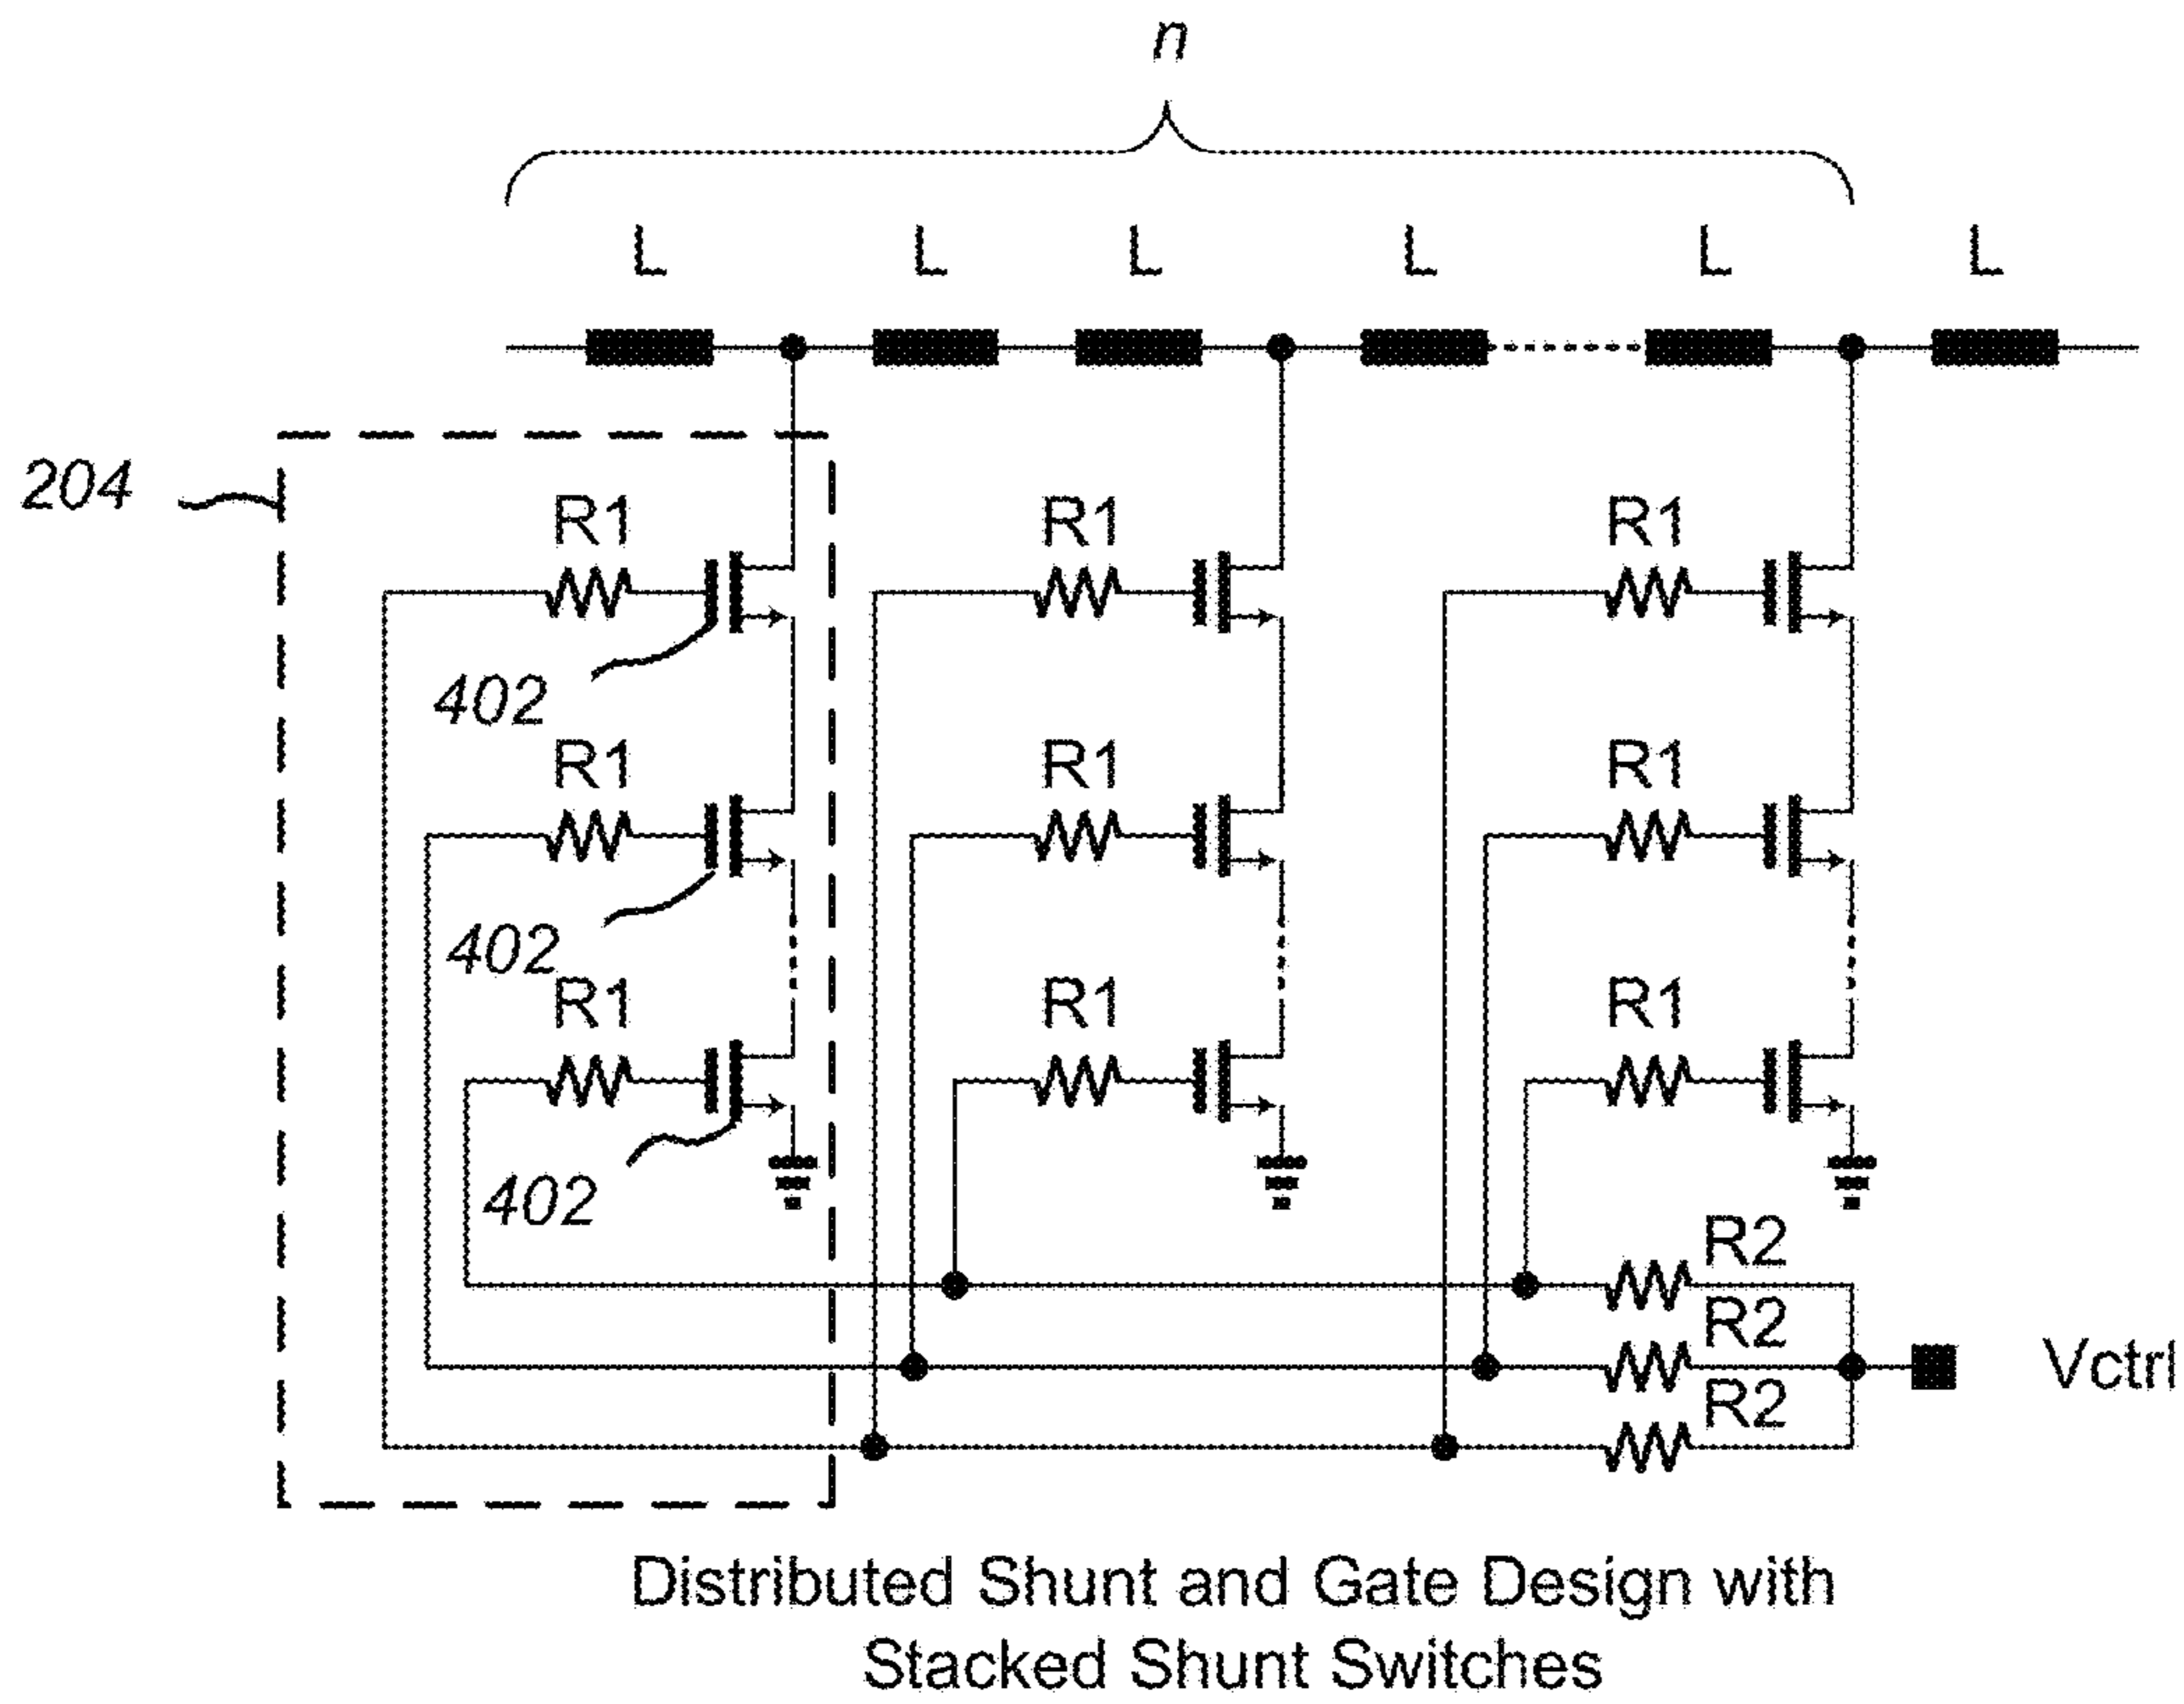 n
L L L L L L
204
R1 R1 R1
402
R1 R1 R1
402
R1 R1 R1
402
R2
R2
Vctrl
R2
Distributed Shunt and Gate Design with
Stacked Shunt Switches